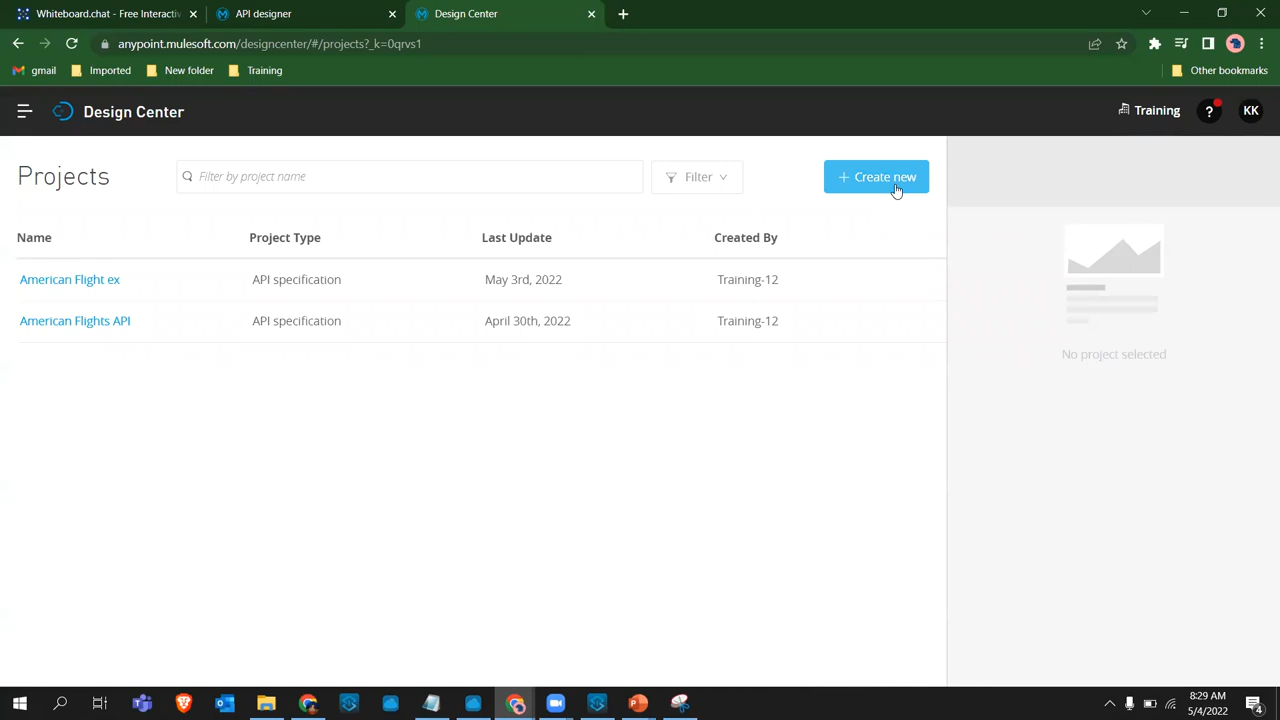 Whiteboard.chat - Free Interactiv
API designer
Design Center
anypoint.mulesoft.com/designcenter/#/projects?_k=0qrvs1
gmail
Imported
New folder
Training
Other bookmarks
Design Center
Training
?
KK
Projects
Filter by project name
Filter
+ Create new
Name
Project Type
Last Update
Created By
American Flight ex
API specification
May 3rd, 2022
Training-12
American Flights API
API specification
April 30th, 2022
Training-12
No project selected
8:29 AM
5/4/2022
4